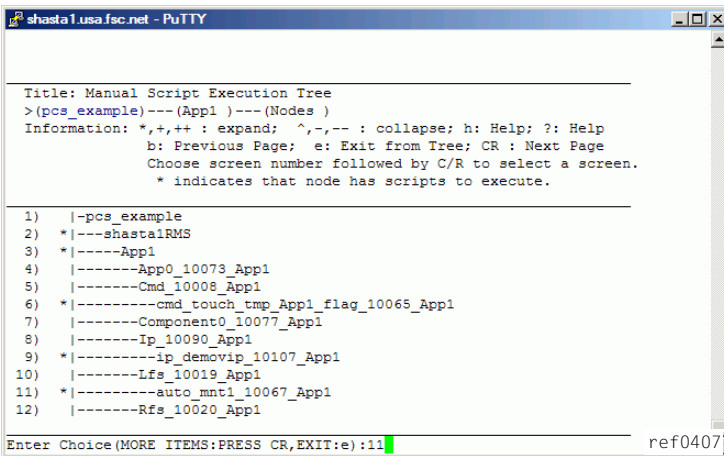 shasta1.usa.fsc.net - PuTTY
Title: Manual Script Execution Tree
>(pcs_example)---(App1 )---(Nodes )
Information: *,+,++ : expand;  ^,-,-- : collapse; h: Help; ?: Help
b: Previous Page;  e: Exit from Tree; CR : Next Page
Choose screen number followed by C/R to select a screen.
* indicates that node has scripts to execute.
1)   |-pcs_example
2)  *|---shasta1RMS
3)  *|-----App1
4)   |-------App0_10073_App1
5)   |-------Cmd_10008_App1
6)  *|---------cmd_touch_tmp_App1_flag_10065_App1
7)   |-------Component0_10077_App1
8)   |-------Ip_10090_App1
9)  *|---------ip_demovip_10107_App1
10)   |-------Lfs_10019_App1
11)  *|---------auto_mnt1_10067_App1
12)   |-------Rfs_10020_App1
Enter Choice(MORE ITEMS:PRESS CR,EXIT:e):11
ref0407